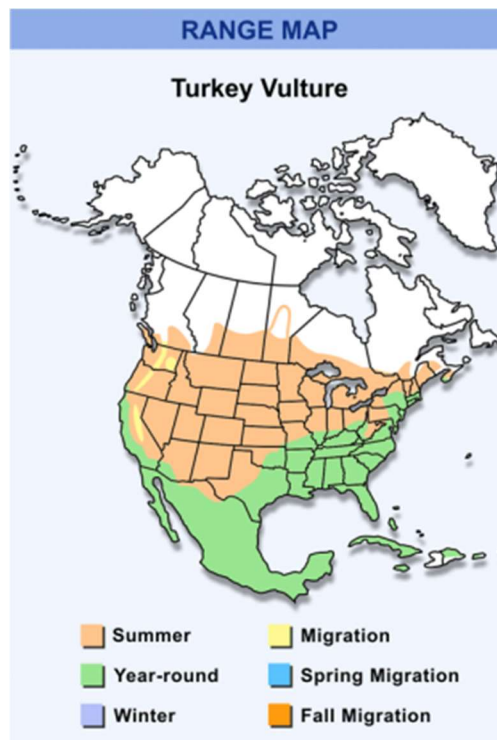 RANGE MAP
Turkey Vulture
Summer
Migration
Year-round
Spring Migration
Winter
Fall Migration